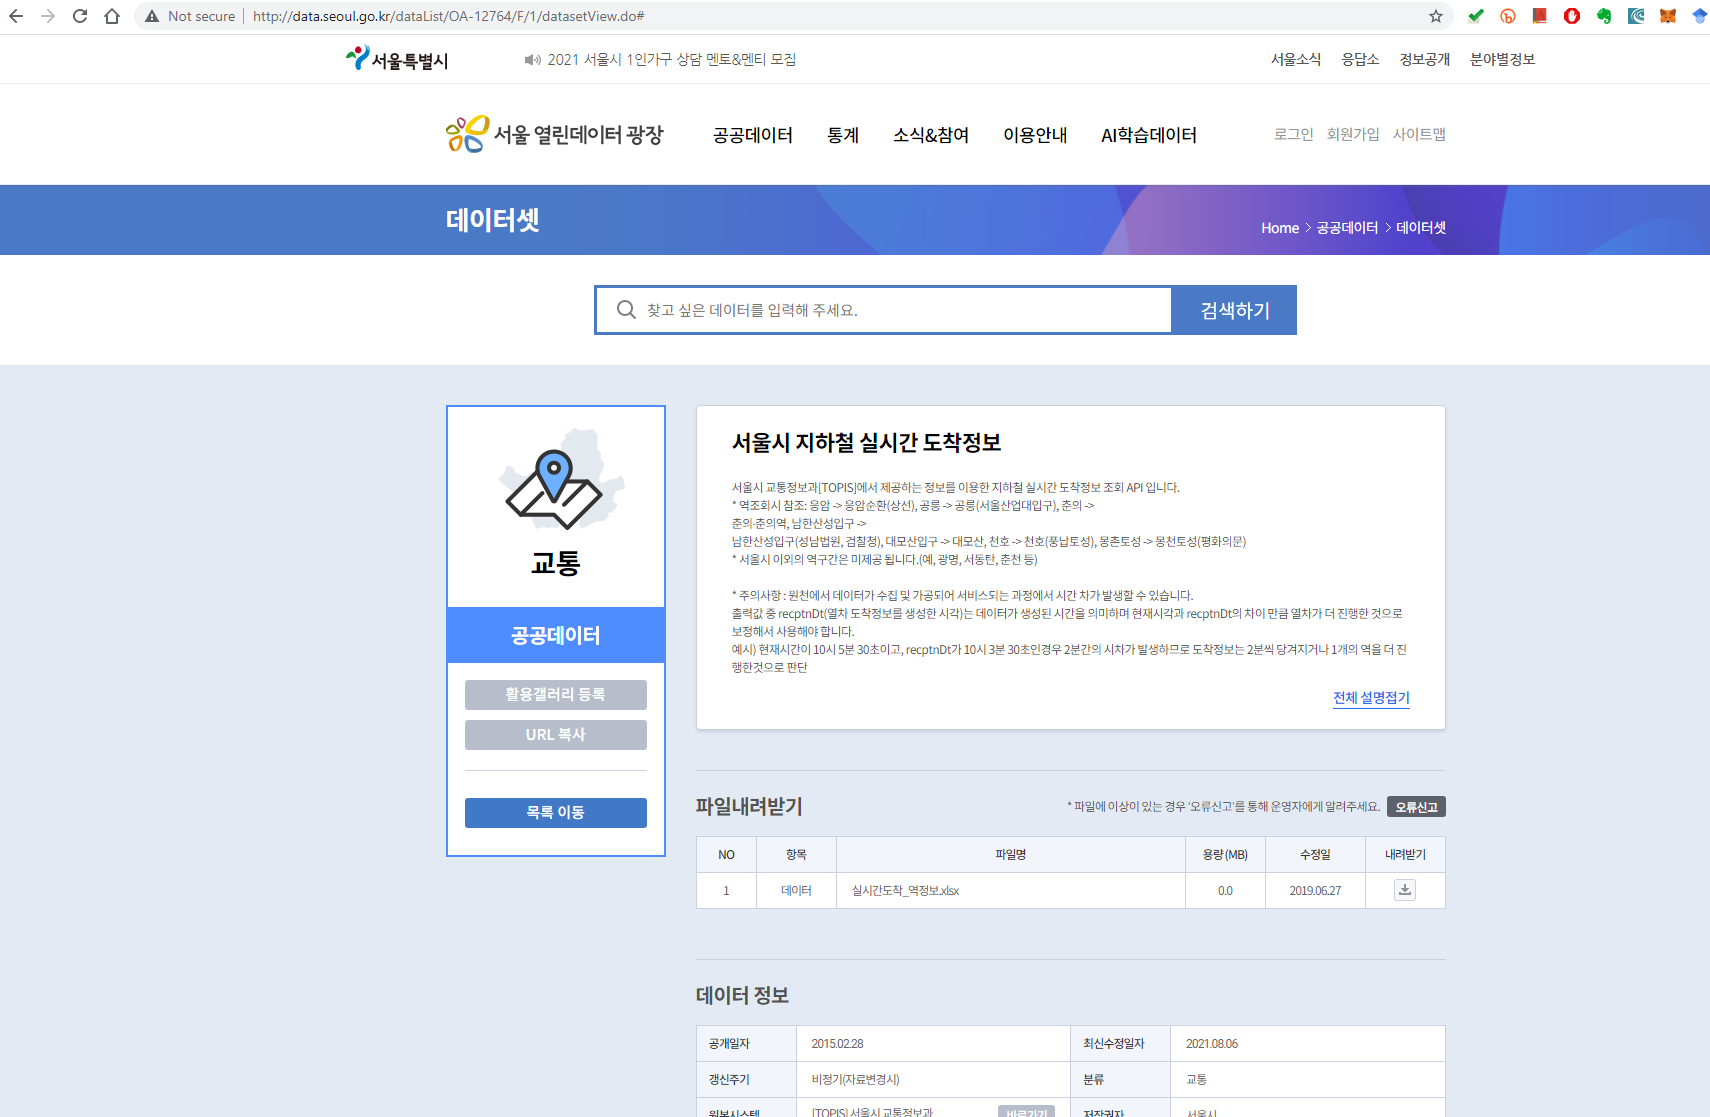 Not secure
http://data.seoul.go.kr/dataList/OA-12764/F/1/datasetView.do#
서울특별시
2021 서울시 1인가구 상담 멘토&멘티 모집
서울소식 응답소 정보공개 분야별정보
서울 열린데이터 광장
공공데이터 통계 소식&참여 이용안내 AI학습데이터
로그인 회원가입 사이트맵
데이터셋
Home > 공공데이터 > 데이터셋
찾고 싶은 데이터를 입력해 주세요.
검색하기
교통
공공데이터
활용갤러리 등록
URL 복사
목록 이동
서울시 지하철 실시간 도착정보
서울시 교통정보과[TOPIS]에서 제공하는 정보를 이용한 지하철 실시간 도착정보 조회 API 입니다.
* 역조회시 참조: 응암 -> 응암순환(상선), 공릉 -> 공릉(서울산업대입구), 춘의 ->
춘의·춘의역, 남한산성입구 ->
남한산성입구(성남법원, 검찰청), 대모산입구 -> 대모산, 천호 -> 천호(풍납토성), 몽촌토성 -> 몽천토성(평화의문)
* 서울시 이외의 역구간은 미제공 됩니다.(예, 광명, 서동탄, 춘천 등)
* 주의사항 : 원천에서 데이터가 수집 및 가공되어 서비스되는 과정에서 시간 차가 발생할 수 있습니다.
출력값 중 recptnDt(열차 도착정보를 생성한 시각)는 데이터가 생성된 시간을 의미하며 현재시각과 recptnDt의 차이 만큼 열차가 더 진행한 것으로
보정해서 사용해야 합니다.
예시) 현재시간이 10시 5분 30초이고, recptnDt가 10시 3분 30초인경우 2분간의 시차가 발생하므로 도착정보는 2분씩 당겨지거나 1개의 역을 더 진
행한것으로 판단
전체 설명접기
파일내려받기
* 파일에 이상이 있는 경우 '오류신고'를 통해 운영자에게 알려주세요. 오류신고
NO 항목 파일명 용량(MB) 수정일 내려받기
1 데이터 실시간도착_역정보.xlsx 0.0 2019.06.27
데이터 정보
공개일자 2015.02.28 최신수정일자 2021.08.06
갱신주기 비정기(자료변경시) 분류 교통
원본시스템 [TOPIS] 서울시 교통정보과 바로가기 저작권자 서울시